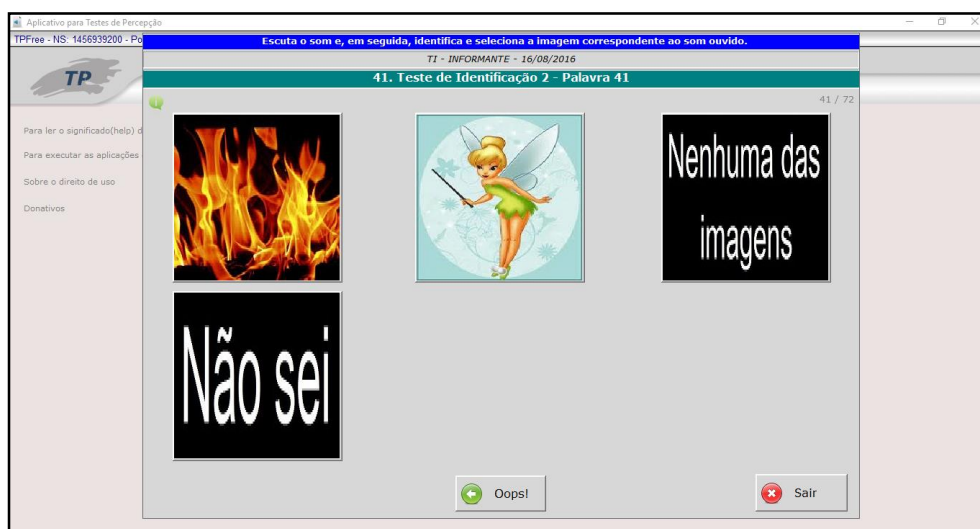 Aplicativo para Testes de Percepção
TPFree - NS: 1456939200 - Po
Escuta o som e, em seguida, identifica e seleciona a imagem correspondente ao som ouvido.
TI - INFORMANTE - 16/08/2016
TP
41. Teste de Identificação 2 - Palavra 41
41 / 72
Para ler o significado(help) d
Para executar as aplicações
Sobre o direito de uso
Donativos
Nenhuma das
imagens
Não sei
Oops!
Sair